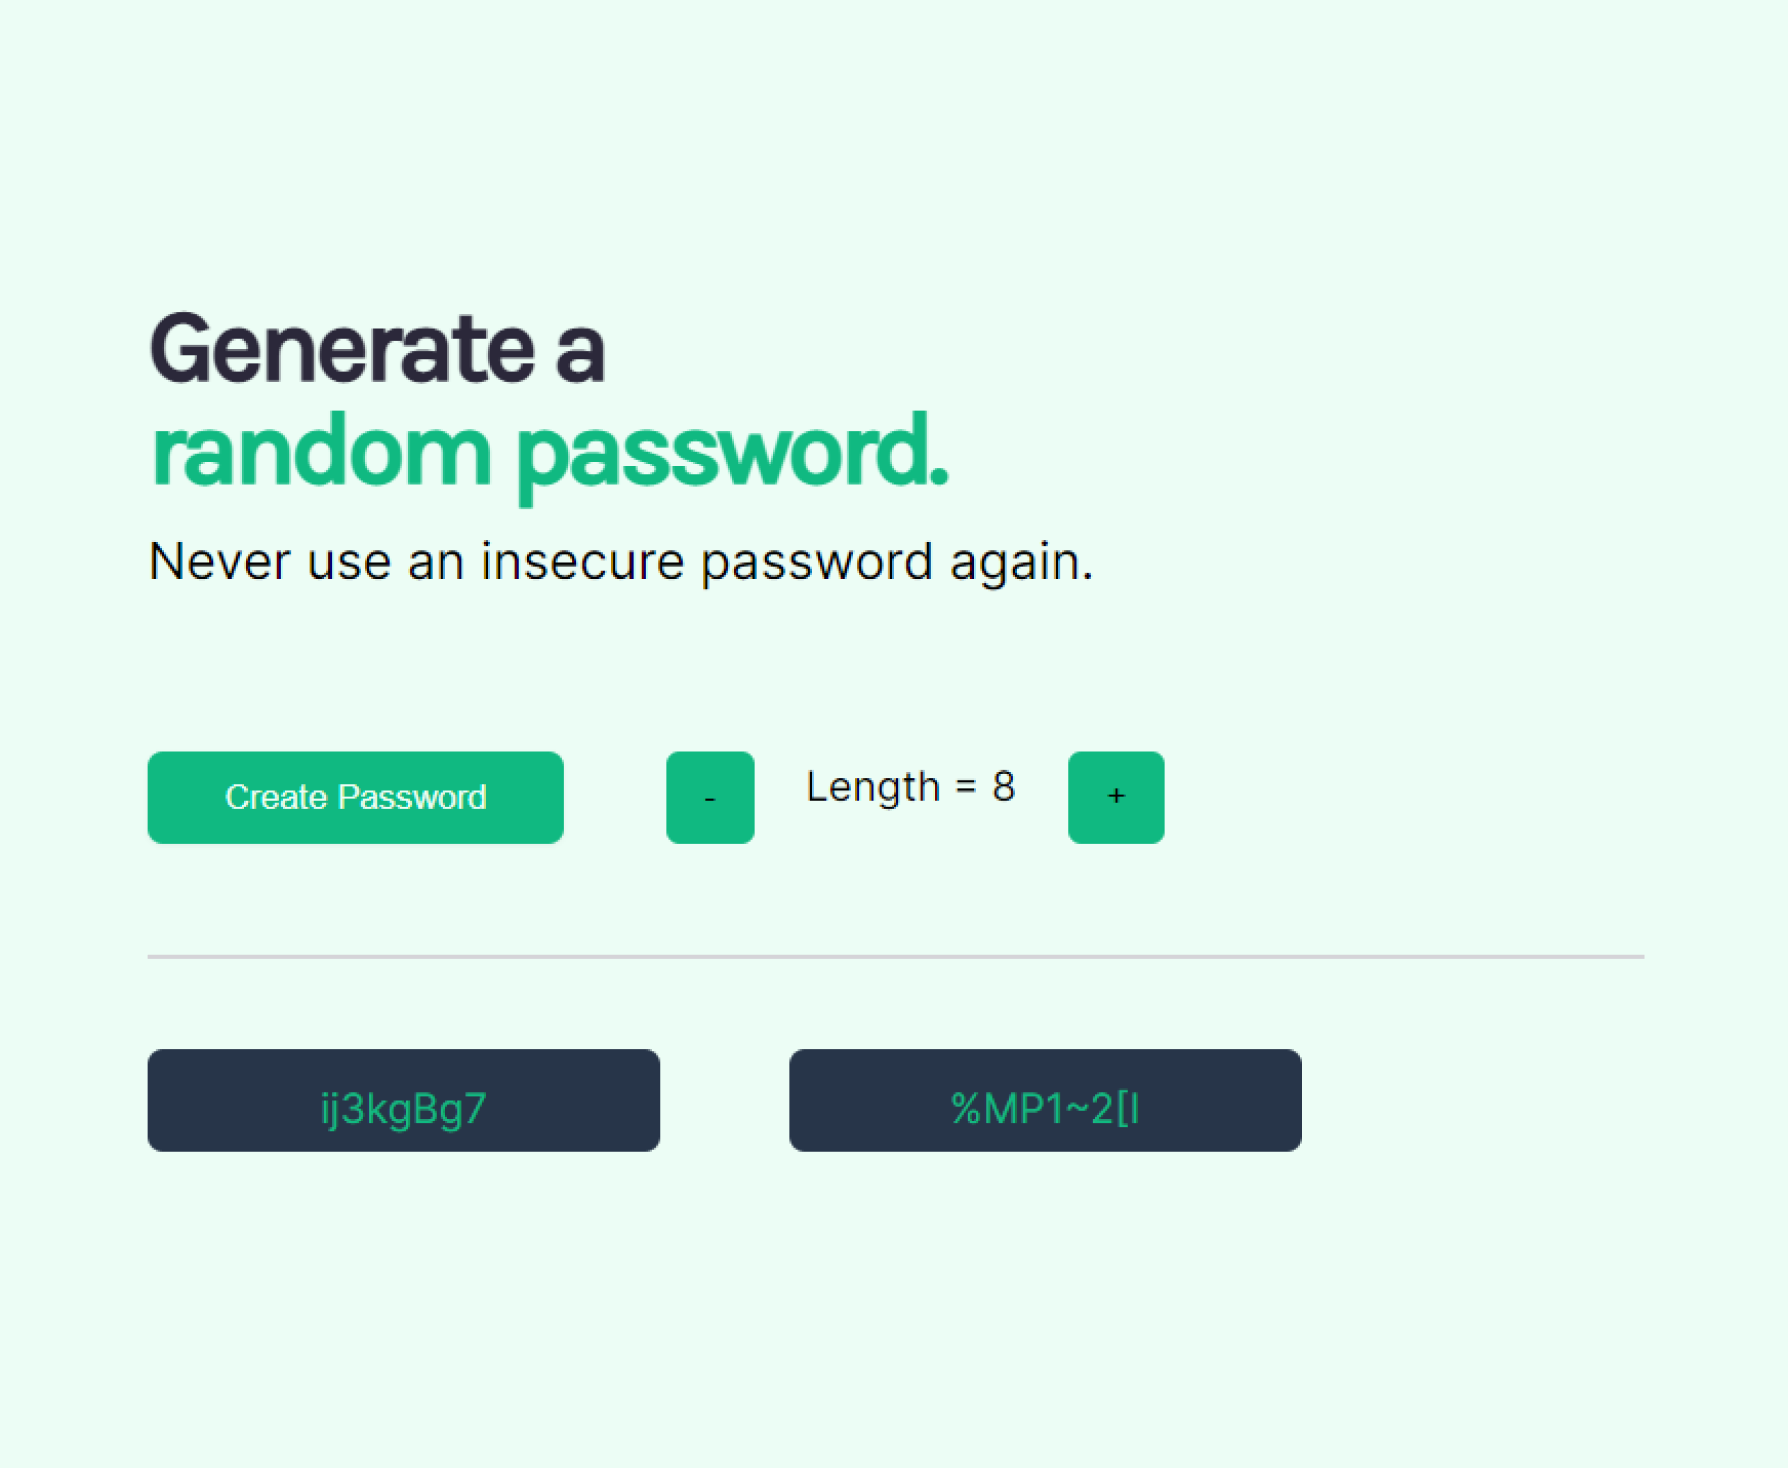 Generate a
random password.
Never use an insecure password again.
Create Password - Length = 8 +
ij3kgBg7 %MP1~2[l